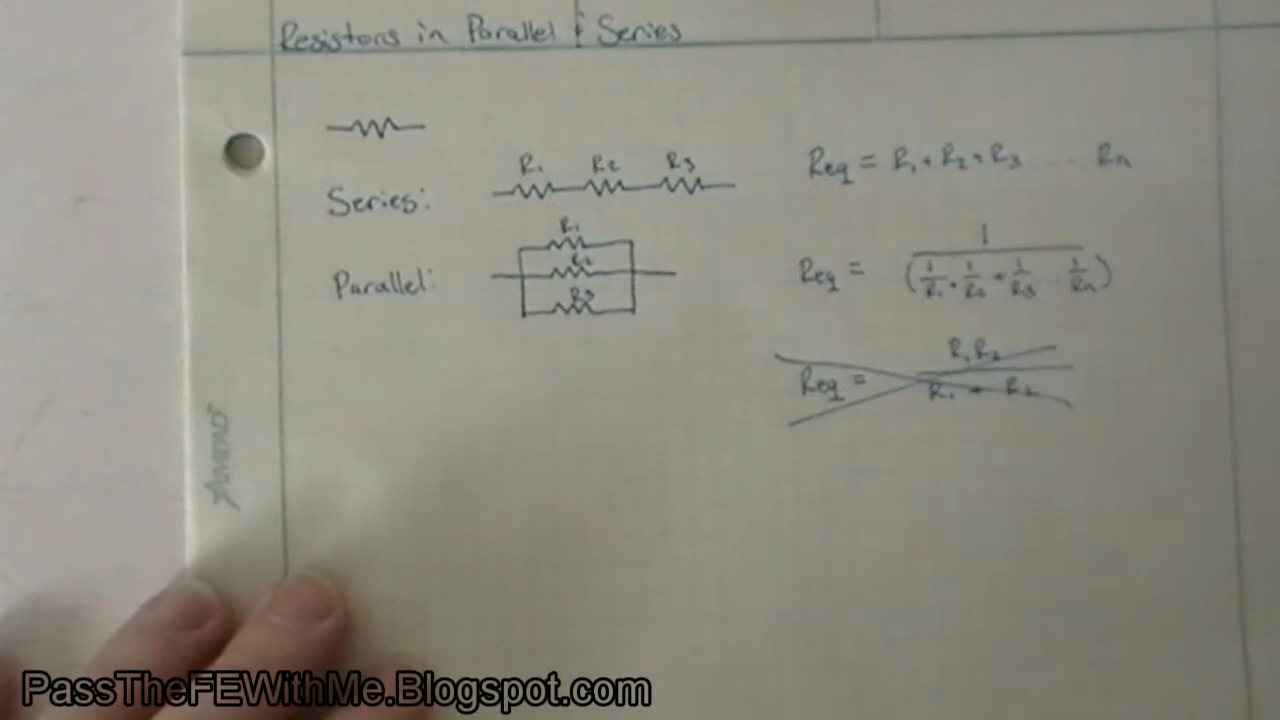 Resistors in Parallel & Series
R1 R2 R3
Series:
Req = R1 + R2 + R3 ... Rn
R1
R2
R3
Parallel:
Req = 1 / (1/R1 + 1/R2 + 1/R3 ... 1/Rn)
Req = R1R2 / R1 + R2
AMPAD
PassTheFEWithMe.Blogspot.com